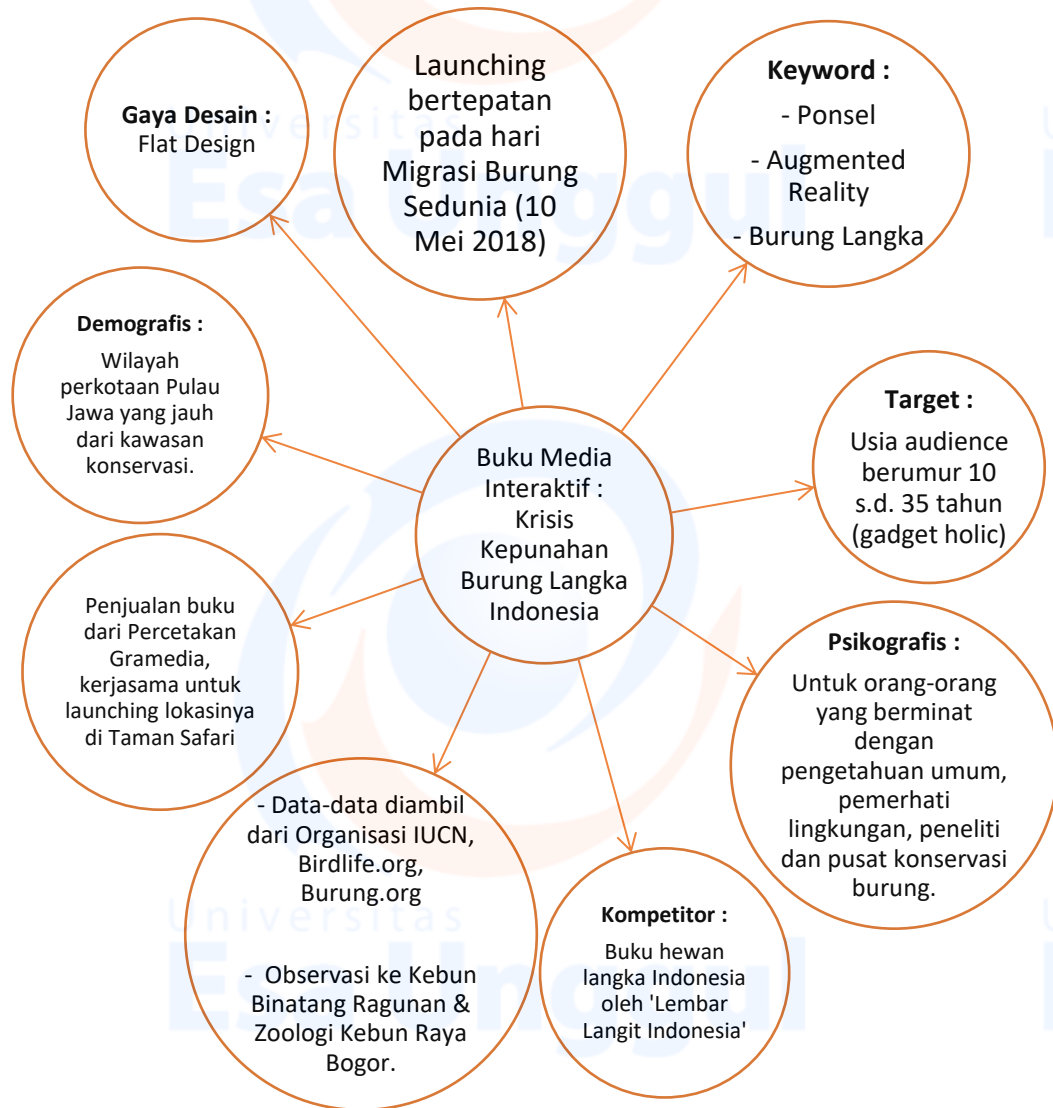 Gaya Desain :
Flat Design
Launching
bertepatan
pada hari
Migrasi Burung
Sedunia (10
Mei 2018)
Keyword :
- Ponsel
- Augmented
Reality
- Burung Langka
Demografis :
Wilayah
perkotaan Pulau
Jawa yang jauh
dari kawasan
konservasi.
Buku Media
Interaktif :
Krisis
Kepunahan
Burung Langka
Indonesia
Target :
Usia audience
berumur 10
s.d. 35 tahun
(gadget holic)
Penjualan buku
dari Percetakan
Gramedia,
kerjasama untuk
launching lokasinya
di Taman Safari
Psikografis :
Untuk orang-orang
yang berminat
dengan
pengetahuan umum,
pemerhati
lingkungan, peneliti
dan pusat konservasi
burung.
- Data-data diambil
dari Organisasi IUCN,
Birdlife.org,
Burung.org
- Observasi ke Kebun
Binatang Ragunan &
Zoologi Kebun Raya
Bogor.
Kompetitor :
Buku hewan
langka Indonesia
oleh 'Lembar
Langit Indonesia'
Universitas
Esa Unggul
Universitas
Esa Unggul